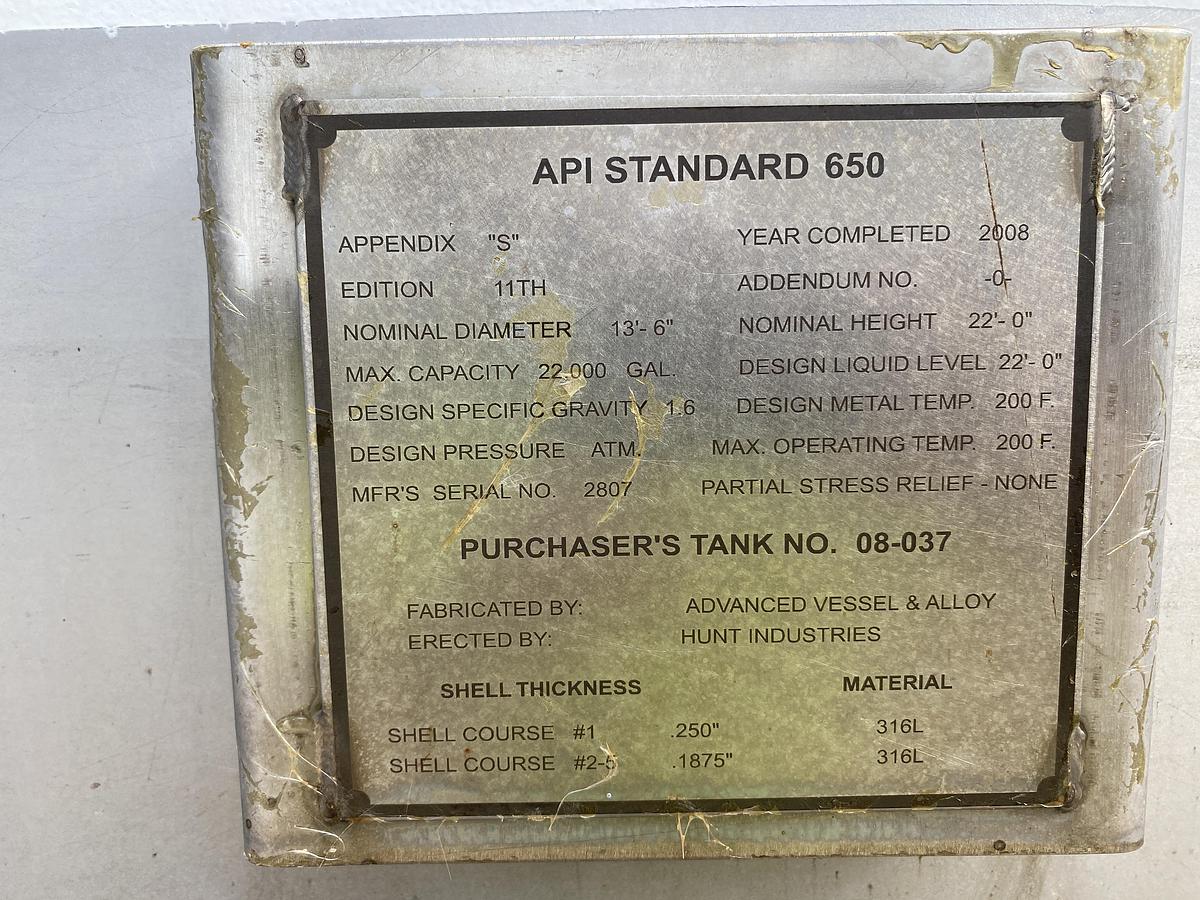 API STANDARD 650
APPENDIX "S" YEAR COMPLETED 2008
EDITION 11TH ADDENDUM NO. -0-
NOMINAL DIAMETER 13'- 6" NOMINAL HEIGHT 22'- 0"
MAX. CAPACITY 22,000 GAL. DESIGN LIQUID LEVEL 22'- 0"
DESIGN SPECIFIC GRAVITY 1.6 DESIGN METAL TEMP. 200 F.
DESIGN PRESSURE ATM. MAX. OPERATING TEMP. 200 F.
MFR'S SERIAL NO. 2807 PARTIAL STRESS RELIEF - NONE
PURCHASER'S TANK NO. 08-037
FABRICATED BY: ADVANCED VESSEL & ALLOY
ERECTED BY: HUNT INDUSTRIES
SHELL THICKNESS MATERIAL
SHELL COURSE #1 .250" 316L
SHELL COURSE #2-5 .1875" 316L